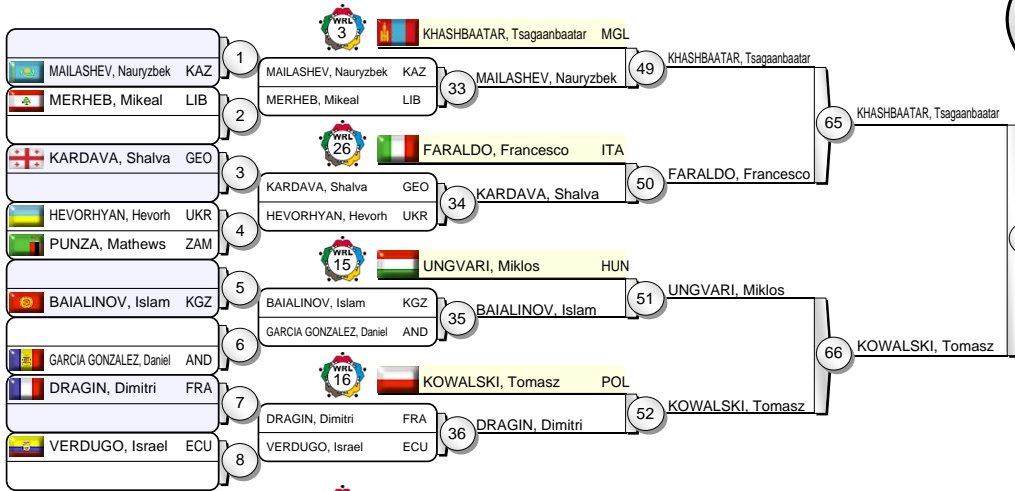 WRL
3
KHASHBAATAR, Tsagaanbaatar MGL
1
MAILASHEV, Nauryzbek KAZ
MERHEB, Mikeal LIB
2
MAILASHEV, Nauryzbek KAZ
MERHEB, Mikeal LIB
33
MAILASHEV, Nauryzbek
49
KHASHBAATAR, Tsagaanbaatar
WRL
26
FARALDO, Francesco ITA
KARDAVA, Shalva GEO
3
HEVORHYAN, Hevorh UKR
PUNZA, Mathews ZAM
4
KARDAVA, Shalva GEO
HEVORHYAN, Hevorh UKR
34
KARDAVA, Shalva
50
FARALDO, Francesco
65
KHASHBAATAR, Tsagaanbaatar
WRL
15
UNGVARI, Miklos HUN
5
BAIALINOV, Islam KGZ
6
GARCIA GONZALEZ, Daniel AND
BAIALINOV, Islam KGZ
GARCIA GONZALEZ, Daniel AND
35
BAIALINOV, Islam
51
UNGVARI, Miklos
WRL
16
KOWALSKI, Tomasz POL
DRAGIN, Dimitri FRA
7
VERDUGO, Israel ECU
8
DRAGIN, Dimitri FRA
VERDUGO, Israel ECU
36
DRAGIN, Dimitri
52
KOWALSKI, Tomasz
66
KOWALSKI, Tomasz